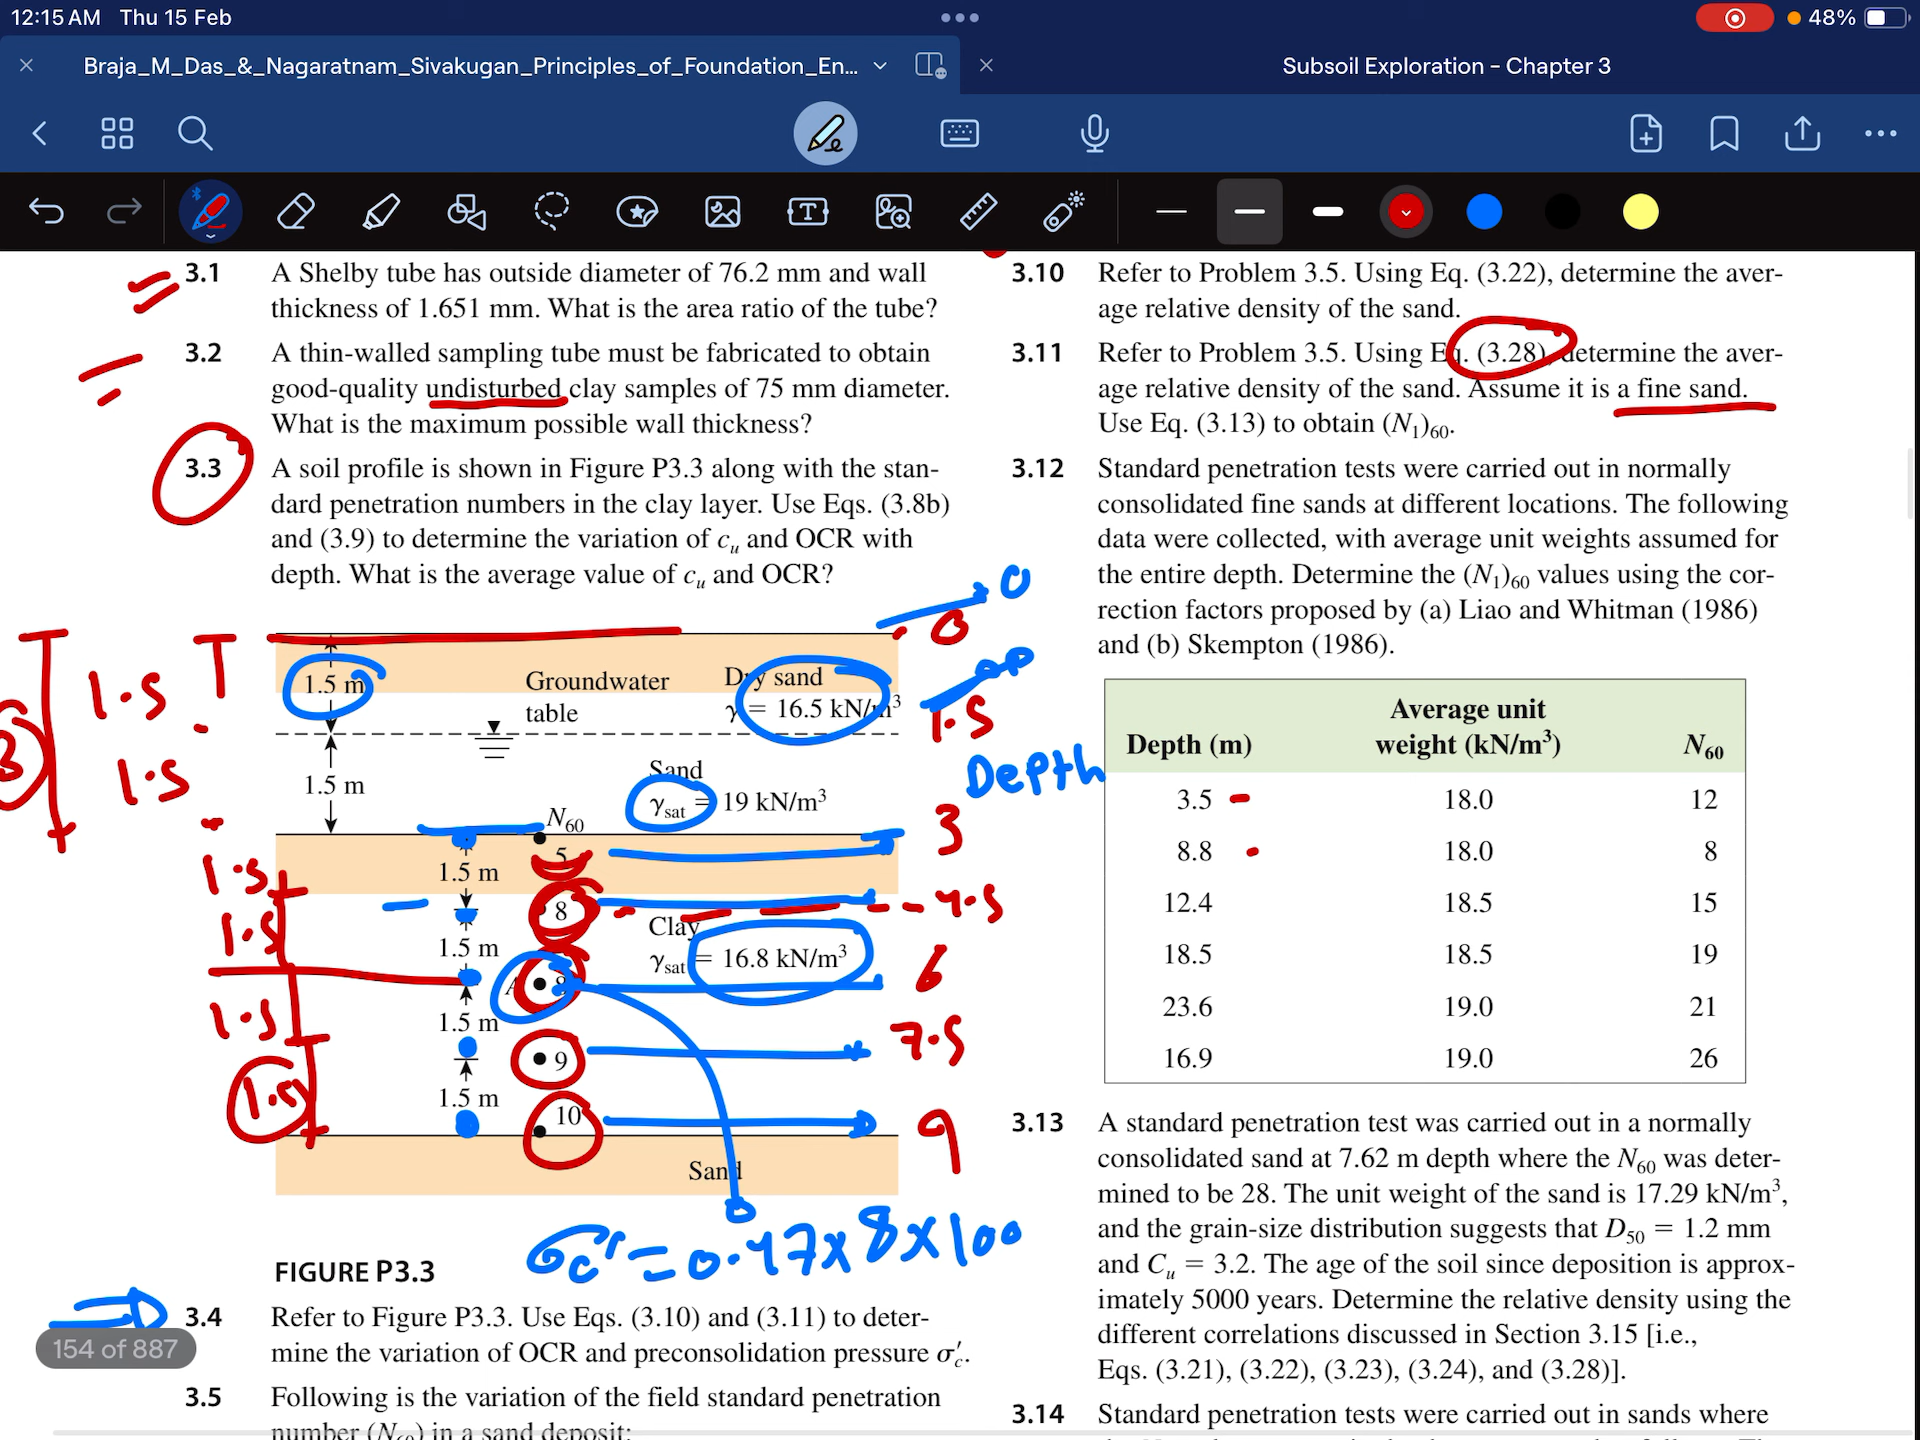 12:15 AM Thu 15 Feb
48%
Braja_M_Das_&_Nagaratnam_Sivakugan_Principles_of_Foundation_En...
Subsoil Exploration - Chapter 3
3.1 A Shelby tube has outside diameter of 76.2 mm and wall
thickness of 1.651 mm. What is the area ratio of the tube?
3.2 A thin-walled sampling tube must be fabricated to obtain
good-quality undisturbed clay samples of 75 mm diameter.
What is the maximum possible wall thickness?
3.3 A soil profile is shown in Figure P3.3 along with the stan-
dard penetration numbers in the clay layer. Use Eqs. (3.8b)
and (3.9) to determine the variation of cu and OCR with
depth. What is the average value of cu and OCR?
0
0
1.5 m
Groundwater
table
Dry sand
γ = 16.5 kN/m³
1.5
1.5
1.5
3
1.5 m
Sand
γsat = 19 kN/m³
Depth
N60
3
5
1.5 m
1.5
8
4.5
1.5
1.5 m
Clay
γsat = 16.8 kN/m³
A 8
6
1.5
1.5 m
9
7.5
1.5
1.5 m
10
9
Sand
σc' = 0.47x8x100
FIGURE P3.3
3.4 Refer to Figure P3.3. Use Eqs. (3.10) and (3.11) to deter-
mine the variation of OCR and preconsolidation pressure σ′c.
154 of 887
3.5 Following is the variation of the field standard penetration
number (N60) in a sand deposit:
3.10 Refer to Problem 3.5. Using Eq. (3.22), determine the aver-
age relative density of the sand.
3.11 Refer to Problem 3.5. Using Eq. (3.28), determine the aver-
age relative density of the sand. Assume it is a fine sand.
Use Eq. (3.13) to obtain (N1)60.
3.12 Standard penetration tests were carried out in normally
consolidated fine sands at different locations. The following
data were collected, with average unit weights assumed for
the entire depth. Determine the (N1)60 values using the cor-
rection factors proposed by (a) Liao and Whitman (1986)
and (b) Skempton (1986).
Average unit
Depth (m) weight (kN/m³) N60
3.5 18.0 12
8.8 18.0 8
12.4 18.5 15
18.5 18.5 19
23.6 19.0 21
16.9 19.0 26
3.13 A standard penetration test was carried out in a normally
consolidated sand at 7.62 m depth where the N60 was deter-
mined to be 28. The unit weight of the sand is 17.29 kN/m³,
and the grain-size distribution suggests that D50 = 1.2 mm
and Cu = 3.2. The age of the soil since deposition is approx-
imately 5000 years. Determine the relative density using the
different correlations discussed in Section 3.15 [i.e.,
Eqs. (3.21), (3.22), (3.23), (3.24), and (3.28)].
3.14 Standard penetration tests were carried out in sands where